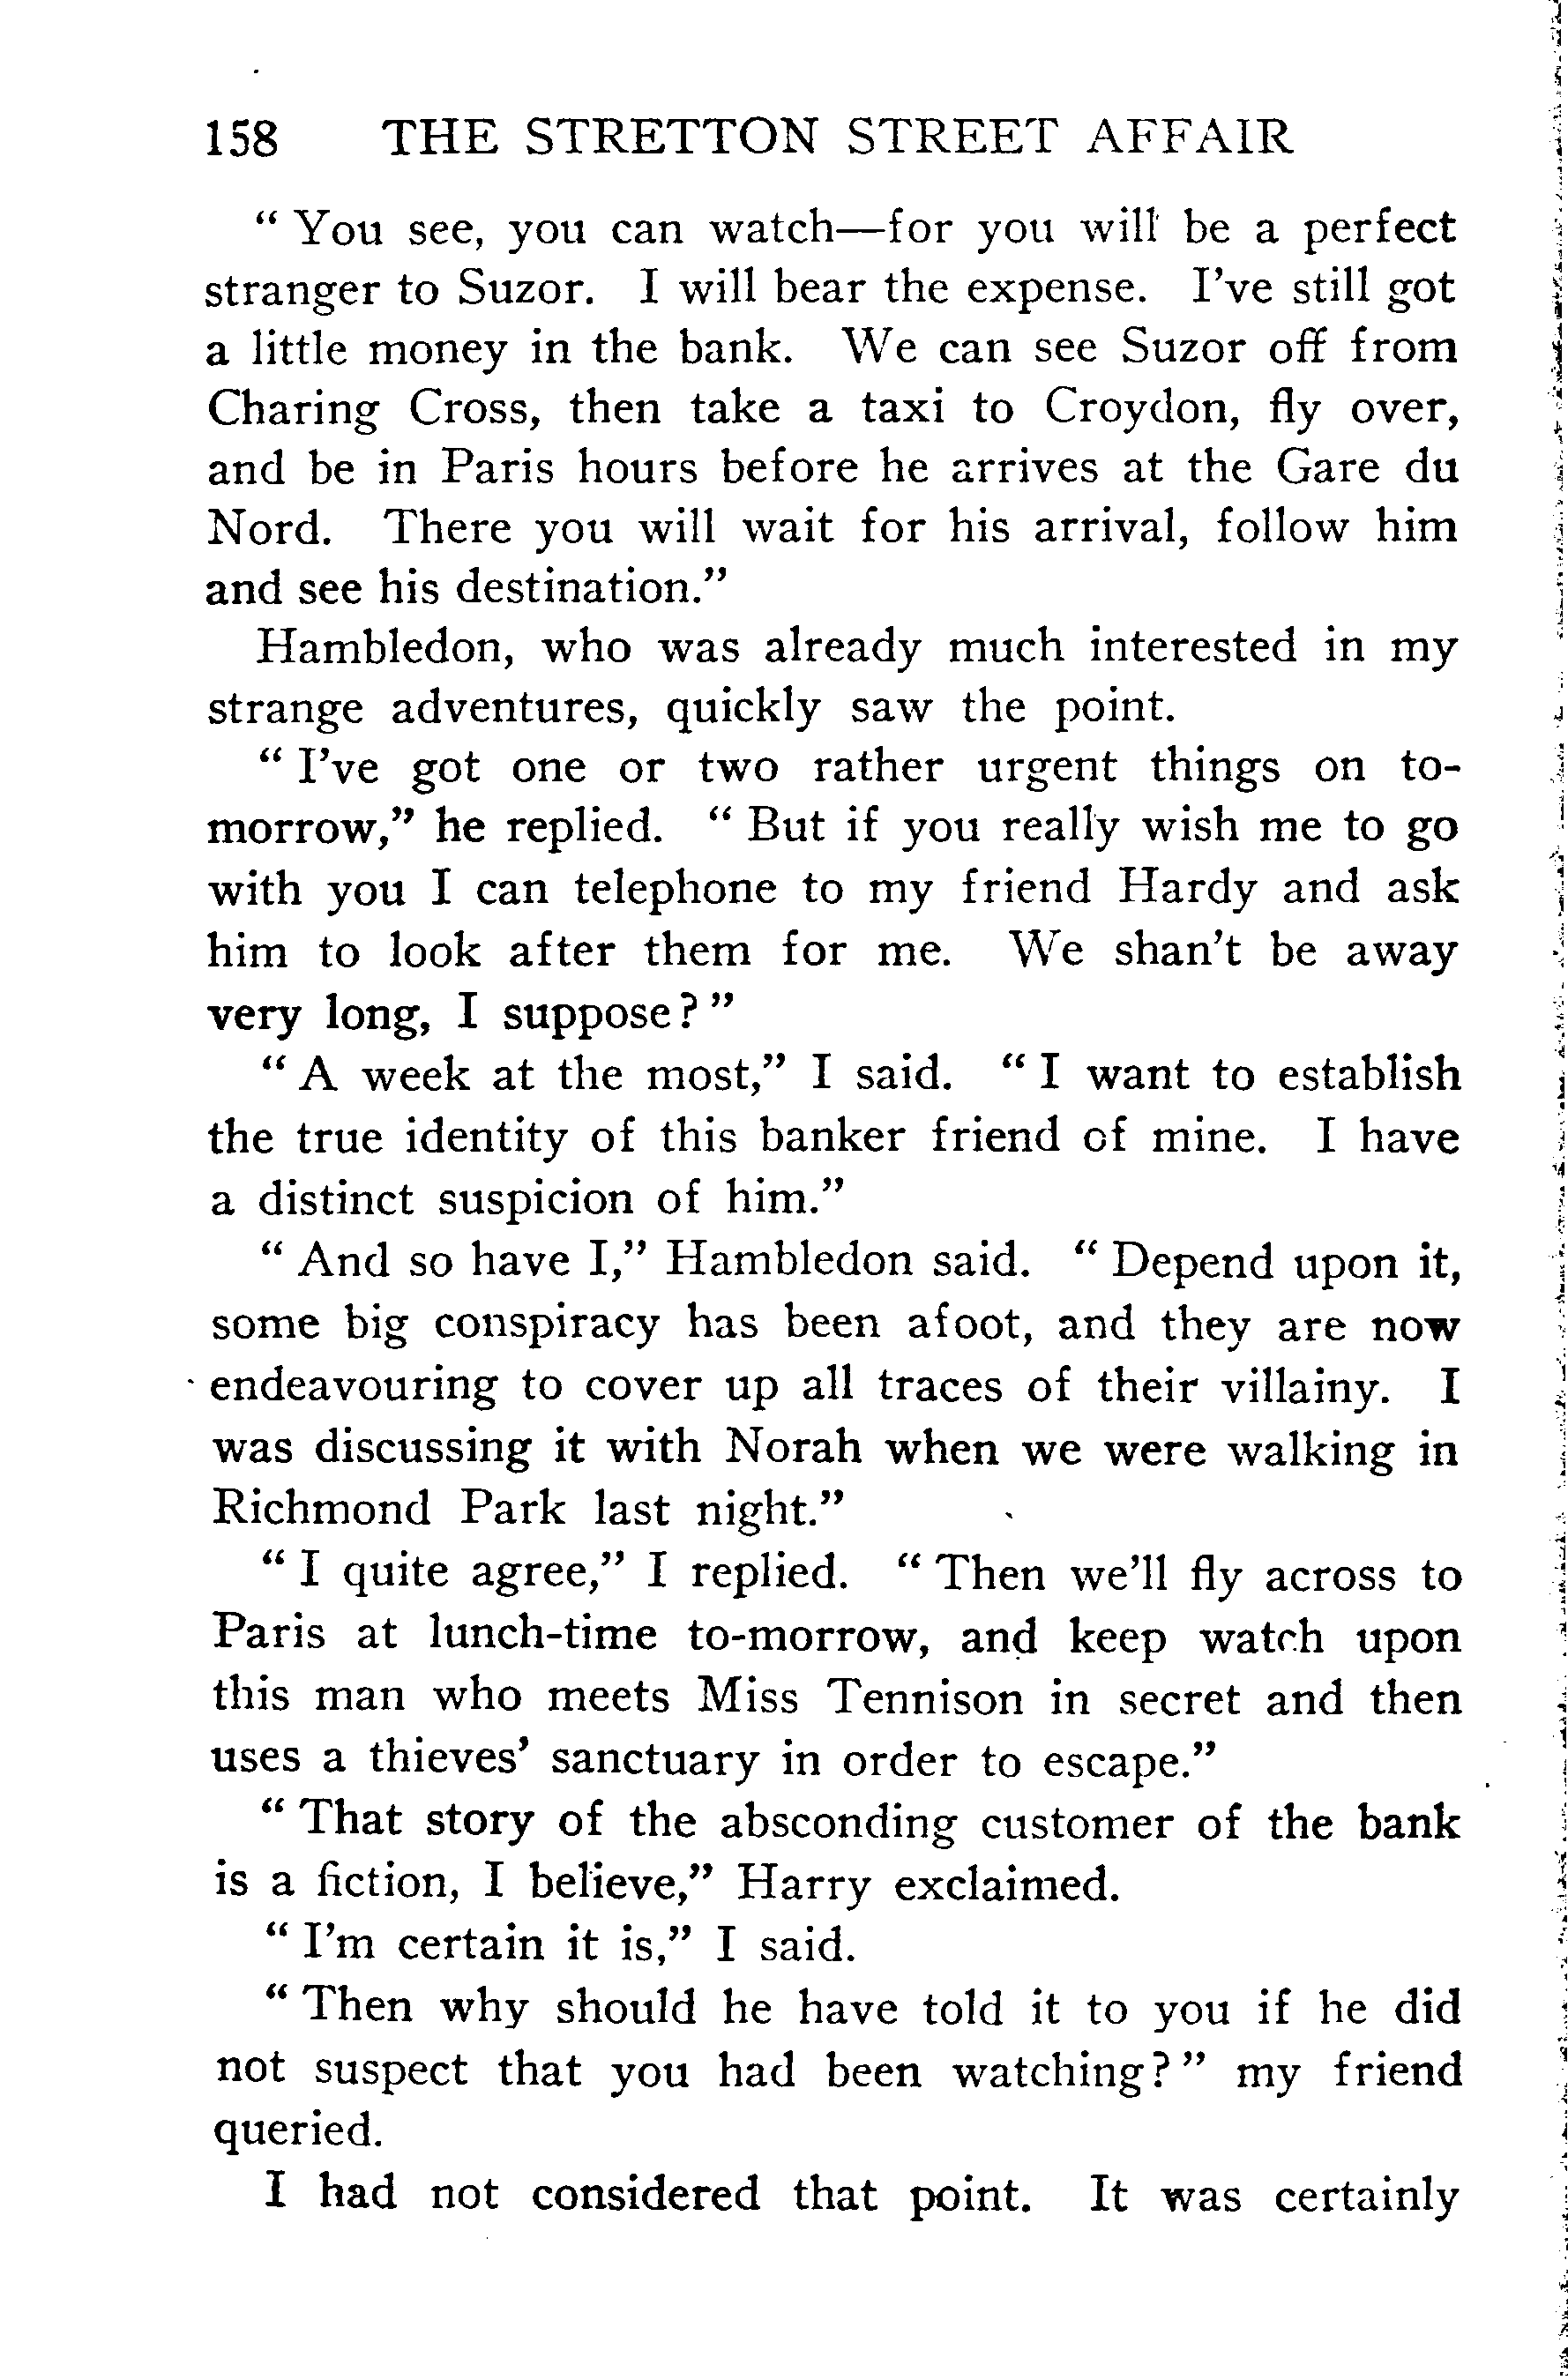 158 THE STRETTON STREET AFFAIR
“ You see, you can watch—for you will be a perfect
stranger to Suzor. I will bear the expense. I’ve still got
a little money in the bank. We can see Suzor off from
Charing Cross, then take a taxi to Croydon, fly over,
and be in Paris hours before he arrives at the Gare du
Nord. There you will wait for his arrival, follow him
and see his destination.”
Hambledon, who was already much interested in my
strange adventures, quickly saw the point.
“ I’ve got one or two rather urgent things on to-
morrow,” he replied. “ But if you really wish me to go
with you I can telephone to my friend Hardy and ask
him to look after them for me. We shan’t be away
very long, I suppose? ”
“ A week at the most,” I said. “ I want to establish
the true identity of this banker friend of mine. I have
a distinct suspicion of him.”
“ And so have I,” Hambledon said. “ Depend upon it,
some big conspiracy has been afoot, and they are now
endeavouring to cover up all traces of their villainy. I
was discussing it with Norah when we were walking in
Richmond Park last night.”
“ I quite agree,” I replied. “ Then we’ll fly across to
Paris at lunch-time to-morrow, and keep watch upon
this man who meets Miss Tennison in secret and then
uses a thieves’ sanctuary in order to escape.”
“ That story of the absconding customer of the bank
is a fiction, I believe,” Harry exclaimed.
“ I’m certain it is,” I said.
“ Then why should he have told it to you if he did
not suspect that you had been watching? ” my friend
queried.
I had not considered that point. It was certainly